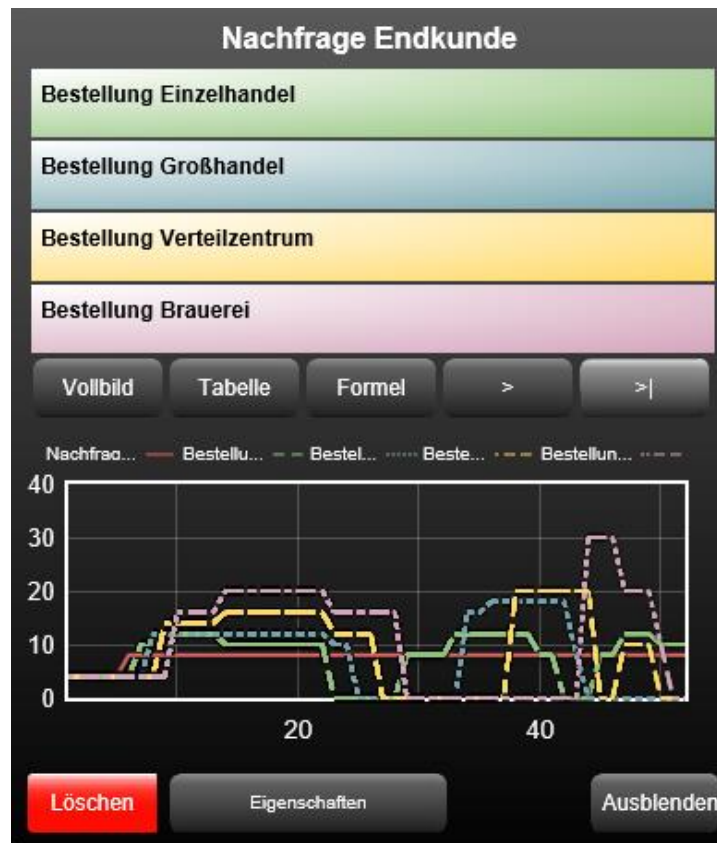 Nachfrage Endkunde
Bestellung Einzelhandel
Bestellung Großhandel
Bestellung Verteilzentrum
Bestellung Brauerei
Vollbild Tabelle Formel > >|
Nachfrag... Bestellu... Bestel... Beste... Bestellun...
40
30
20
10
0
20 40
Löschen Eigenschaften Ausblenden